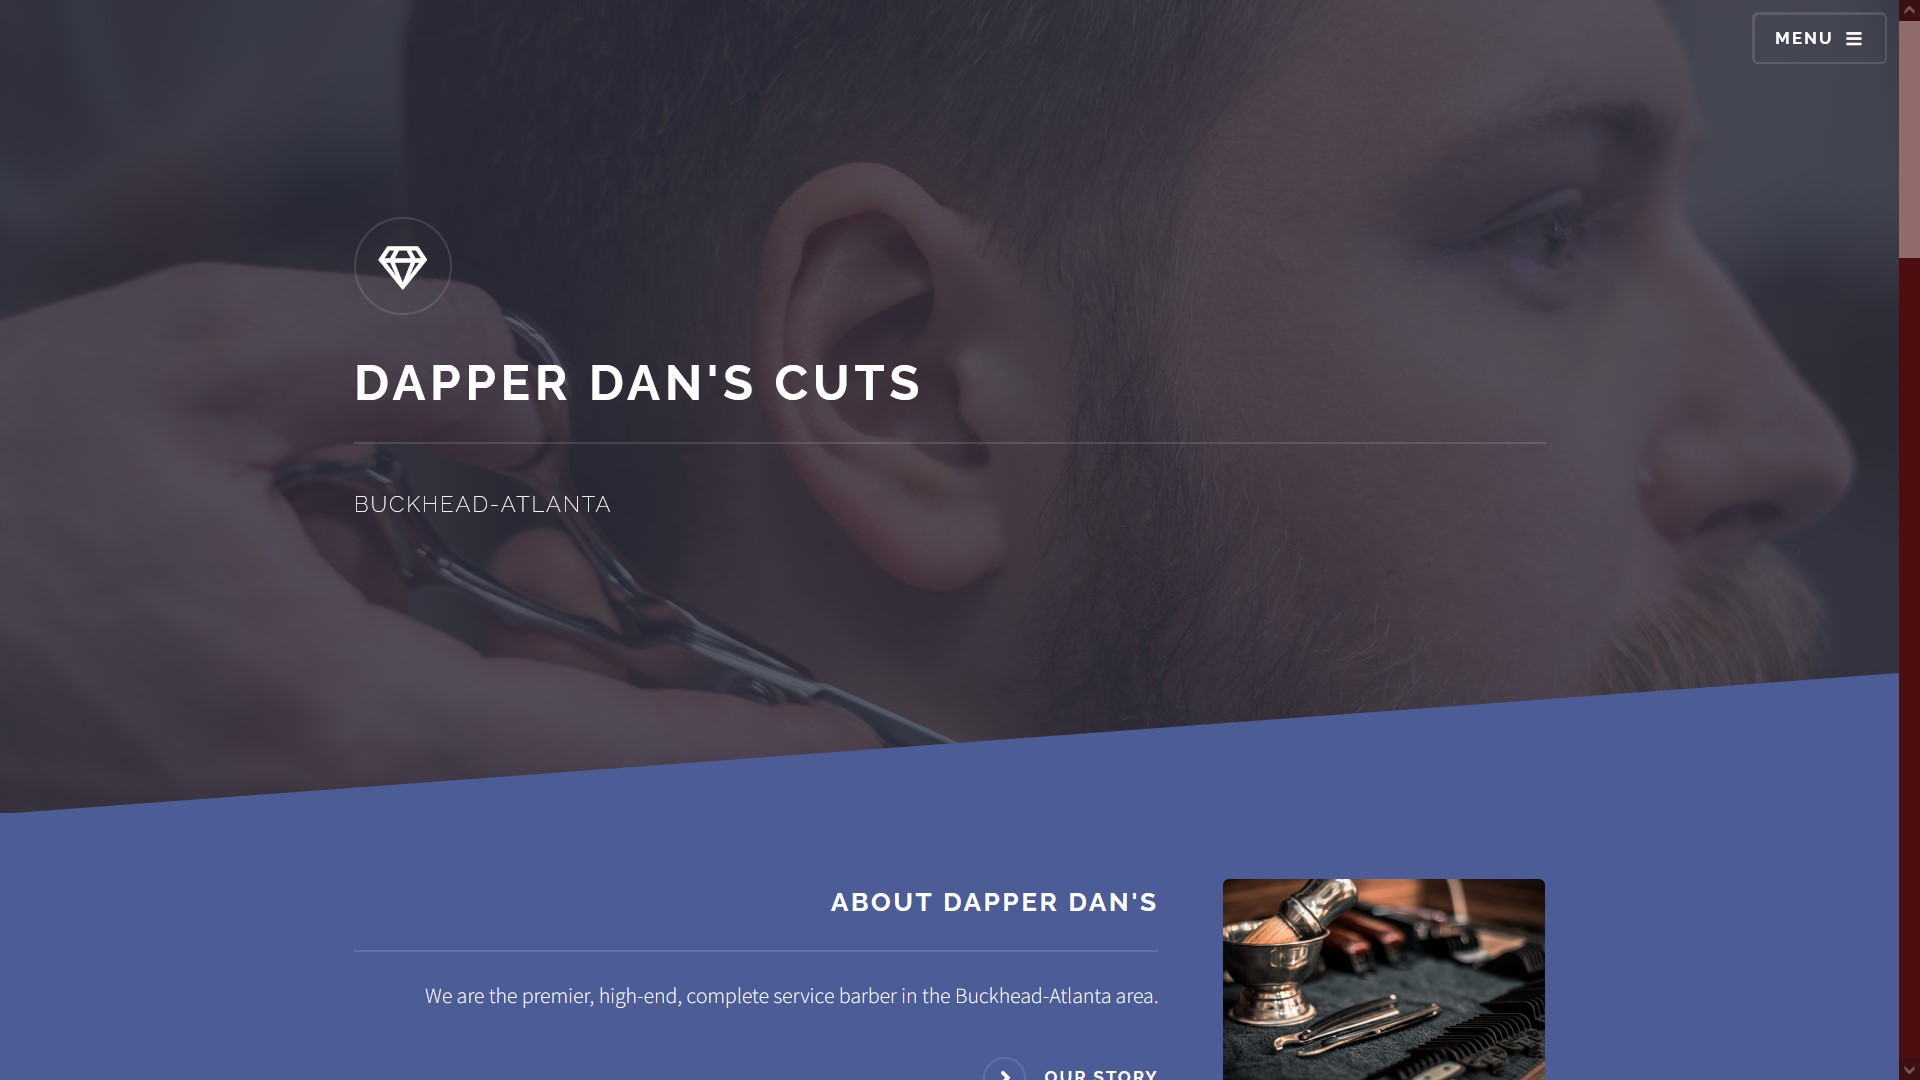 MENU
DAPPER DAN'S CUTS
BUCKHEAD-ATLANTA
ABOUT DAPPER DAN'S
We are the premier, high-end, complete service barber in the Buckhead-Atlanta area.
OUR STORY